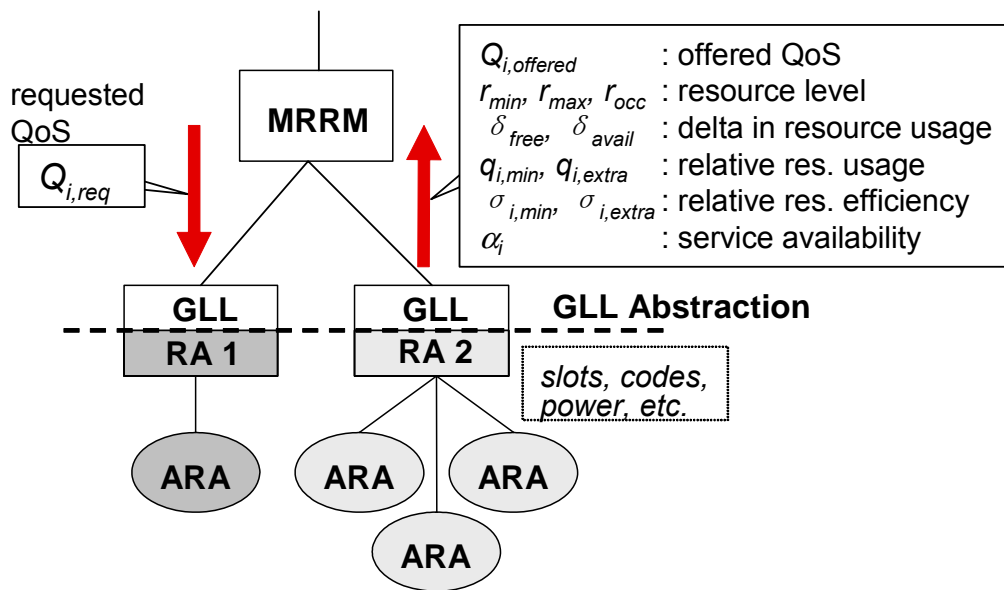 requested
QoS
Q_{i,req}
MRRM
Q_{i,offered} : offered QoS
r_{min}, r_{max}, r_{occ} : resource level
δ_{free}, δ_{avail} : delta in resource usage
q_{i,min}, q_{i,extra} : relative res. usage
σ_{i,min}, σ_{i,extra} : relative res. efficiency
α_i : service availability
GLL
GLL
GLL Abstraction
RA 1
RA 2
slots, codes,
power, etc.
ARA
ARA
ARA
ARA